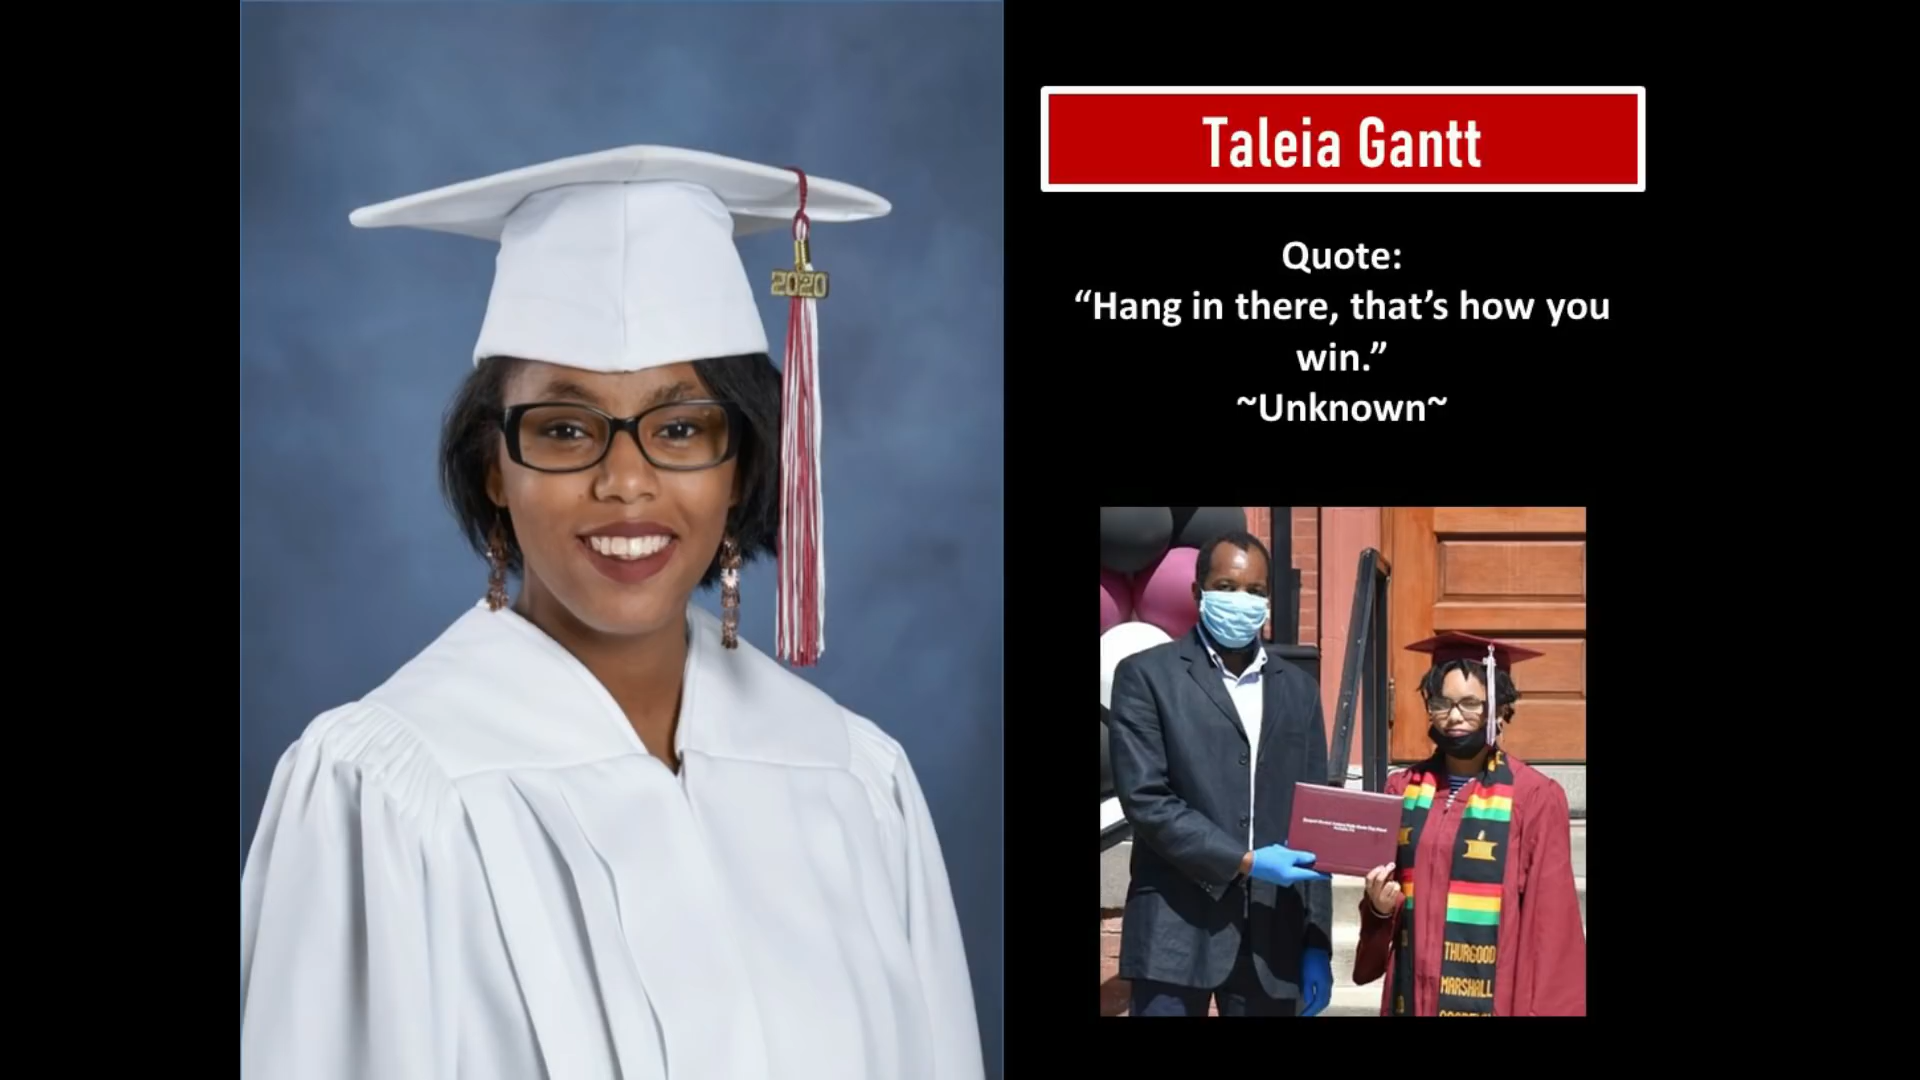 Taleia Gantt
Quote:
“Hang in there, that’s how you
win.”
~Unknown~
2020
THURGOOD
MARSHALL